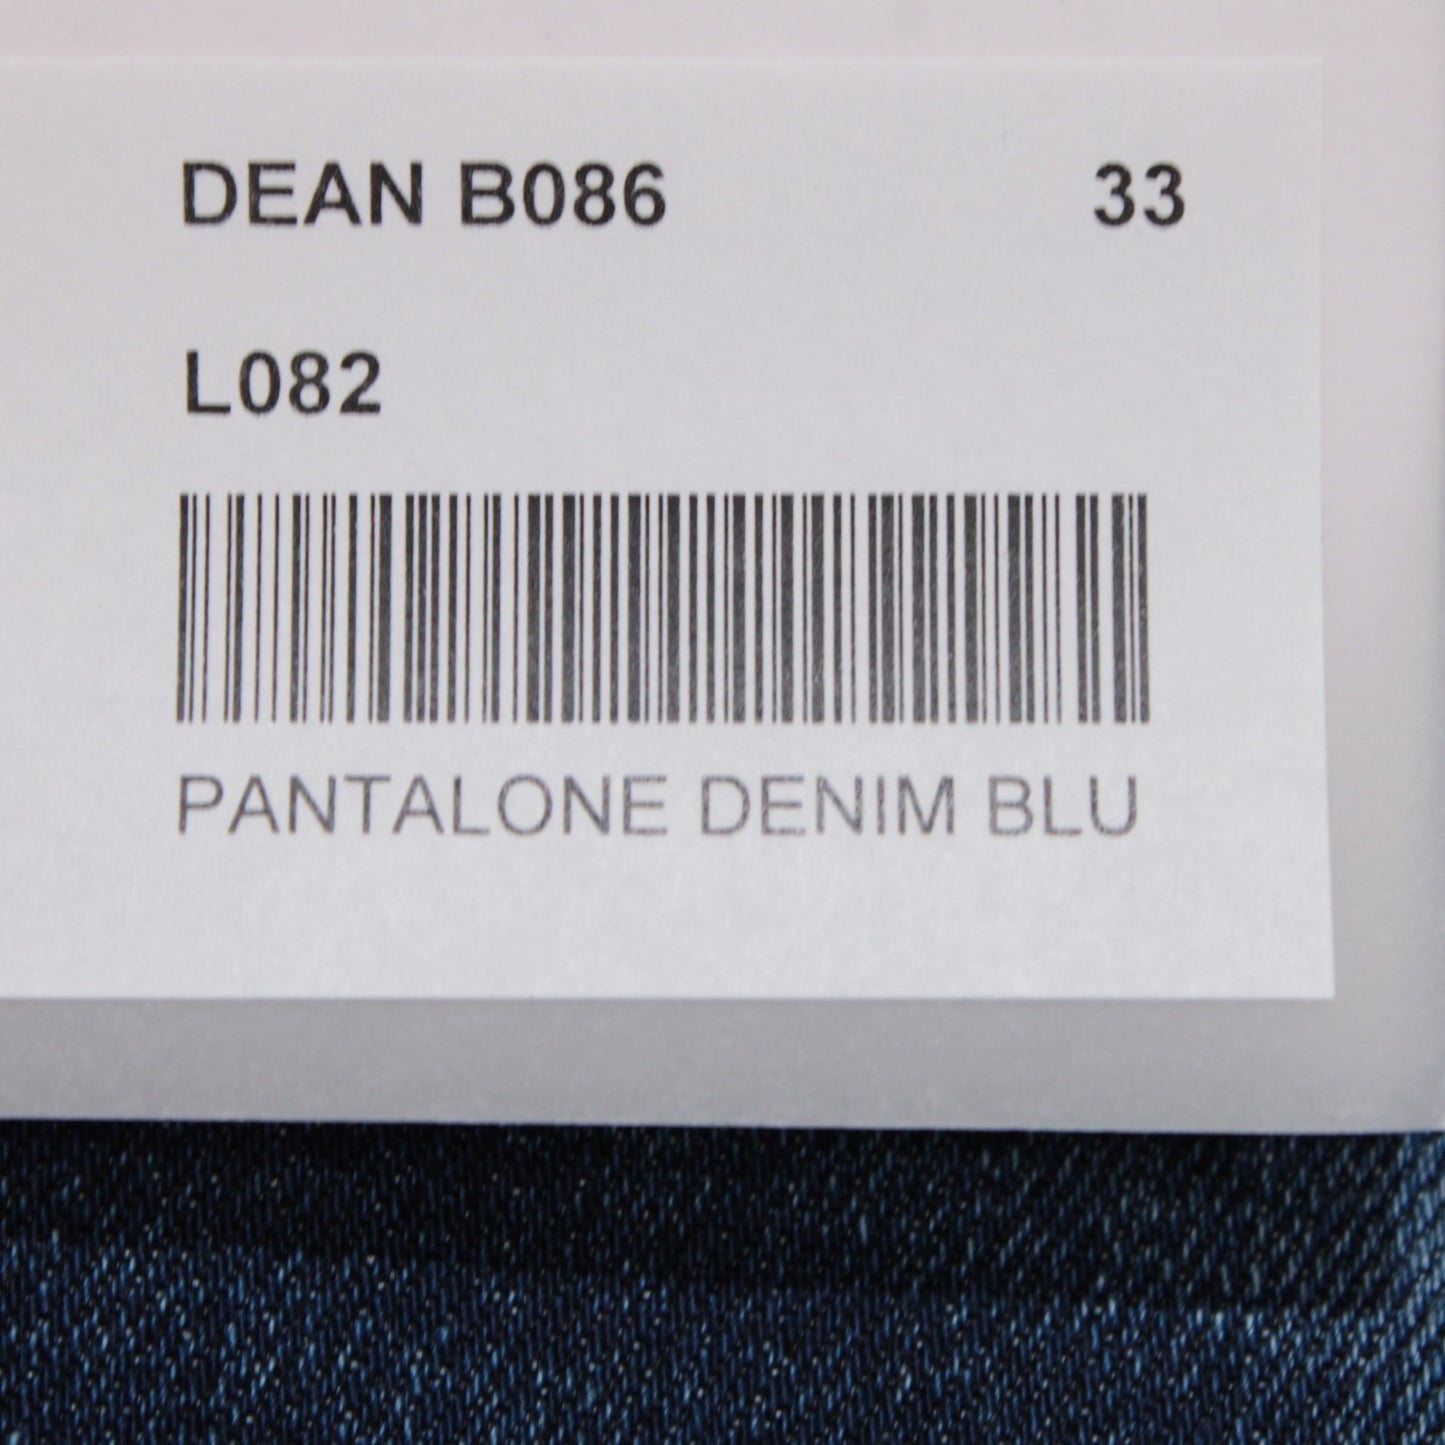 DEAN B086 33
L082
PANTALONE DENIM BLU